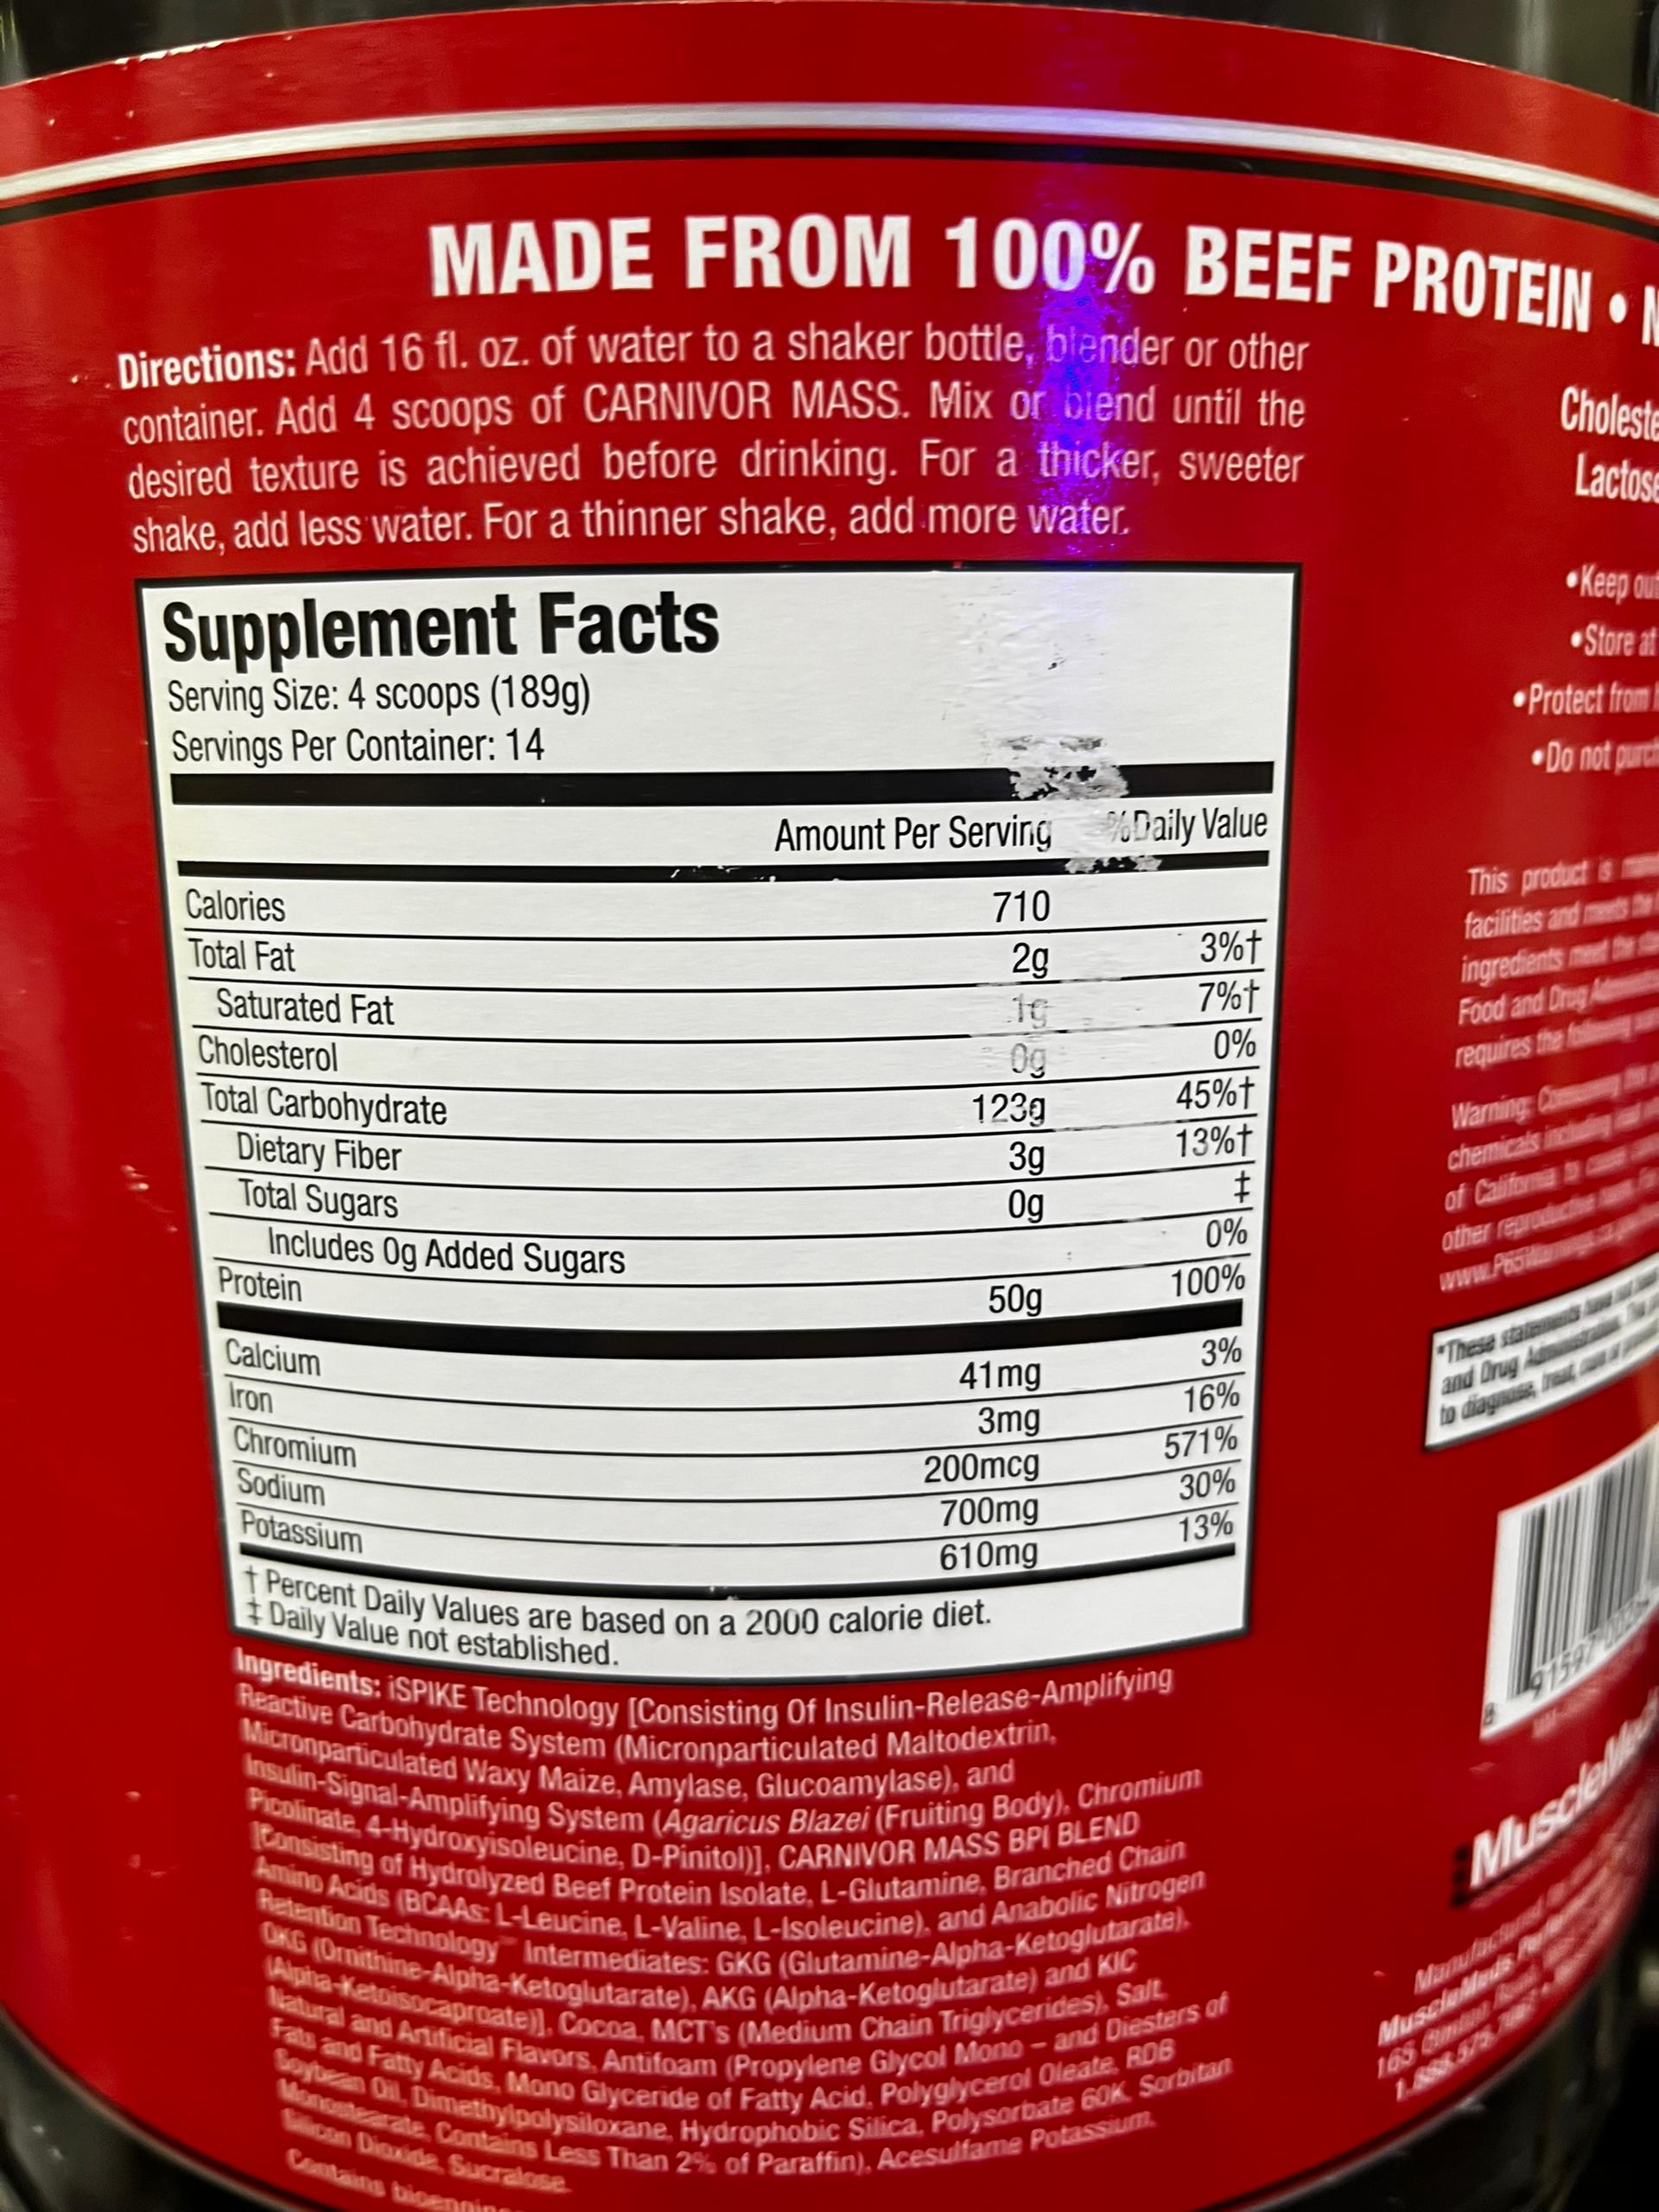 MADE FROM 100% BEEF PROTEIN •
Directions: Add 16 fl. oz. of water to a shaker bottle, blender or other
container. Add 4 scoops of CARNIVOR MASS. Mix or blend until the
desired texture is achieved before drinking. For a thicker, sweeter
shake, add less water. For a thinner shake, add more water.
Supplement Facts
Serving Size: 4 scoops (189g)
Servings Per Container: 14
Amount Per Serving %Daily Value
Calories 710
Total Fat 2g 3%†
Saturated Fat 1g 7%†
Cholesterol 0g 0%
Total Carbohydrate 123g 45%†
Dietary Fiber 3g 13%†
Total Sugars 0g ‡
Includes 0g Added Sugars 0%
Protein 50g 100%
Calcium 41mg 3%
Iron 3mg 16%
Chromium 200mcg 571%
Sodium 700mg 30%
Potassium 610mg 13%
† Percent Daily Values are based on a 2000 calorie diet.
‡ Daily Value not established.
Ingredients: iSPIKE Technology [Consisting Of Insulin-Release-Amplifying
Reactive Carbohydrate System (Micronparticulated Maltodextrin,
Micronparticulated Waxy Maize, Amylase, Glucoamylase), and
Insulin-Signal-Amplifying System (Agaricus Blazei (Fruiting Body), Chromium
Picolinate, 4-Hydroxyisoleucine, D-Pinitol)], CARNIVOR MASS BPI BLEND
[Consisting of Hydrolyzed Beef Protein Isolate, L-Glutamine, Branched Chain
Amino Acids (BCAAs: L-Leucine, L-Valine, L-Isoleucine), and Anabolic Nitrogen
Retention Technology™ Intermediates: GKG (Glutamine-Alpha-Ketoglutarate),
OKG (Ornithine-Alpha-Ketoglutarate), AKG (Alpha-Ketoglutarate) and KIC
(Alpha-Ketoisocaproate)], Cocoa, MCT's (Medium Chain Triglycerides), Salt,
Natural and Artificial Flavors, Antifoam (Propylene Glycol Mono – and Diesters of
Fats and Fatty Acids, Mono Glyceride of Fatty Acid, Polyglycerol Oleate, RDB
Soybean Oil, Dimethylpolysiloxane, Hydrophobic Silica, Polysorbate 60K, Sorbitan
Monostearate, Contains Less Than 2% of Paraffin), Acesulfame Potassium,
Silicon Dioxide, Sucralose.
Contains
•Keep
•Store at
•Protect from
•Do not
This product is
facilities and meets the
ingredients meet the
Food and Drug
requires the following
Warning: Consuming this
chemicals including
of California to cause
other reproductive
*These statements have not
and Drug Administration.
to diagnose, treat, cure
Manufactured
MuscleMeds
165